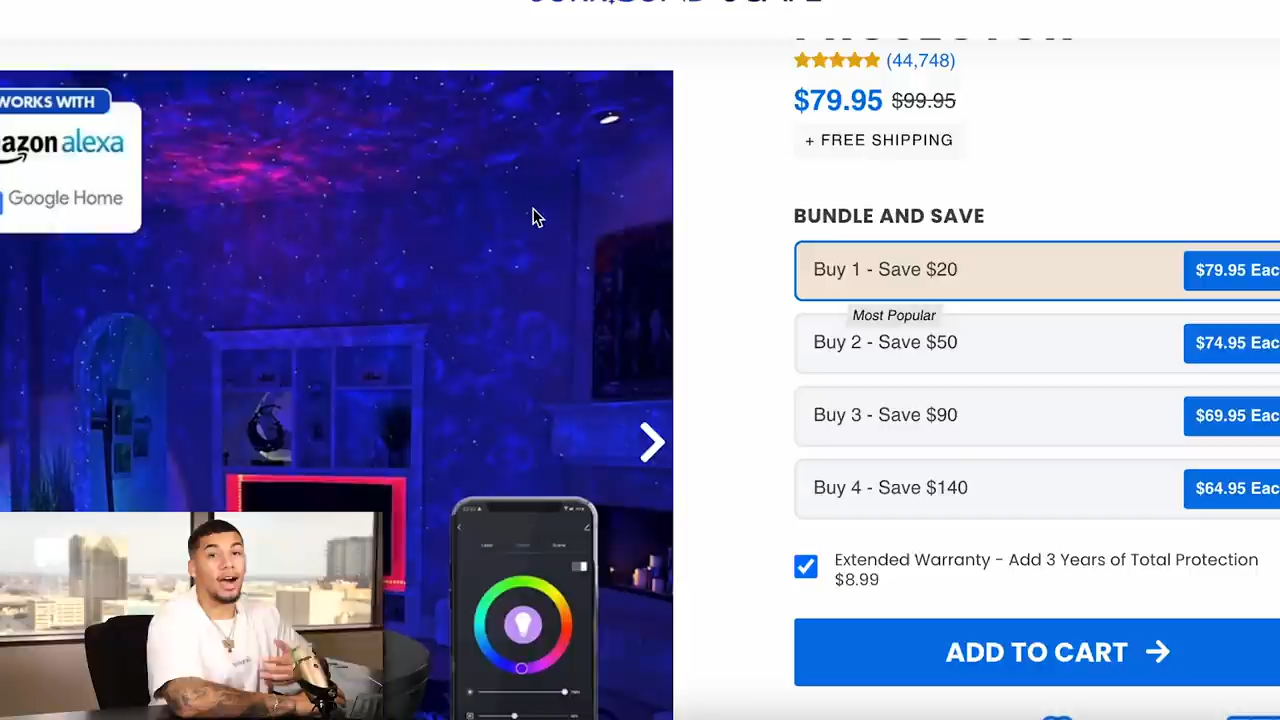 WORKS WITH
azon alexa
Google Home
(44,748)
$79.95 $99.95
+ FREE SHIPPING
BUNDLE AND SAVE
Buy 1 - Save $20
$79.95 Eac
Most Popular
Buy 2 - Save $50
$74.95 Eac
Buy 3 - Save $90
$69.95 Eac
Buy 4 - Save $140
$64.95 Eac
Extended Warranty - Add 3 Years of Total Protection
$8.99
ADD TO CART